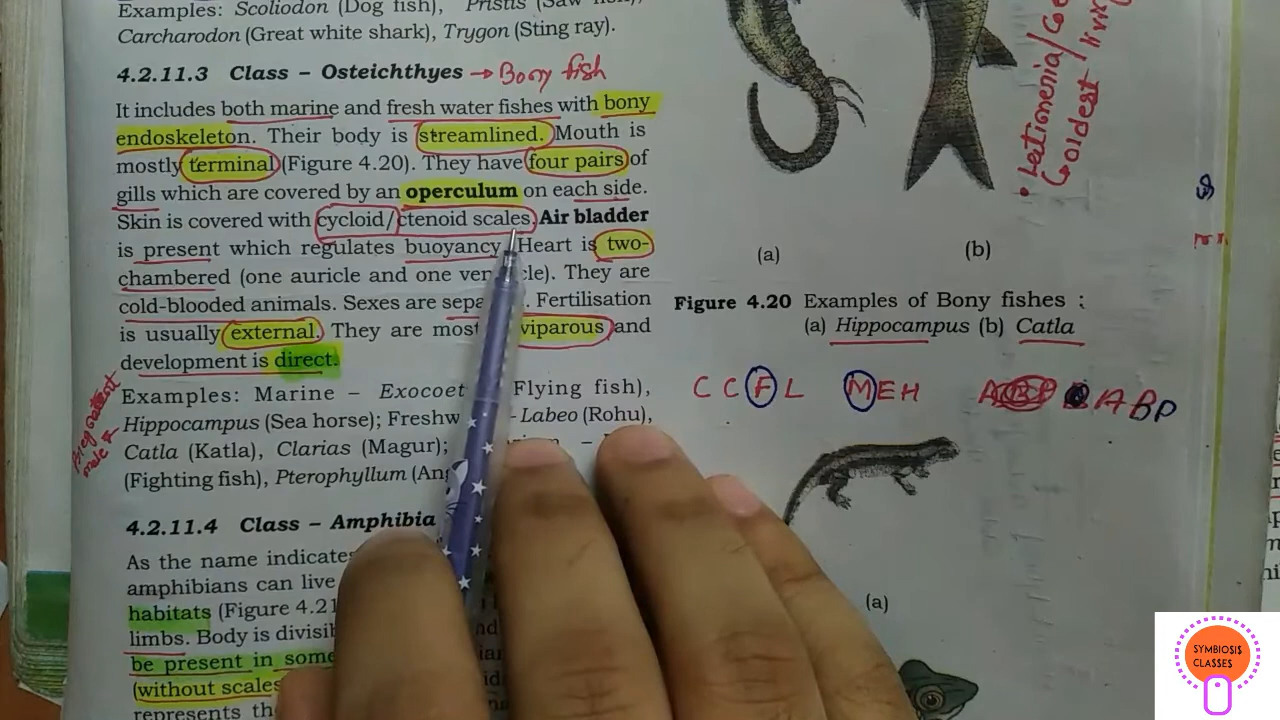 Examples: Scoliodon (Dog fish), Pristis (Saw fish),
Carcharodon (Great white shark), Trygon (Sting ray).
4.2.11.3 Class – Osteichthyes → Bony fish
It includes both marine and fresh water fishes with bony
endoskeleton. Their body is streamlined. Mouth is
mostly terminal (Figure 4.20). They have four pairs of
gills which are covered by an operculum on each side.
Skin is covered with cycloid/ctenoid scales. Air bladder
is present which regulates buoyancy. Heart is two-
chambered (one auricle and one ven cle). They are
cold-blooded animals. Sexes are sepa . Fertilisation
is usually external. They are most viparous and
development is direct.
Examples: Marine – Exocoet Flying fish),
Hippocampus (Sea horse); Freshw – Labeo (Rohu),
Catla (Katla), Clarias (Magur);
(Fighting fish), Pterophyllum (An
male
4.2.11.4 Class – Amphibia
As the name indicates
amphibians can live
habitats (Figure 4.21
limbs. Body is divisib
be present in some
(without scales
represents the
(a)
(b)
Figure 4.20 Examples of Bony fishes :
(a) Hippocampus (b) Catla
C C F L M E H A B P
(a)
SYMBIOSIS
CLASSES